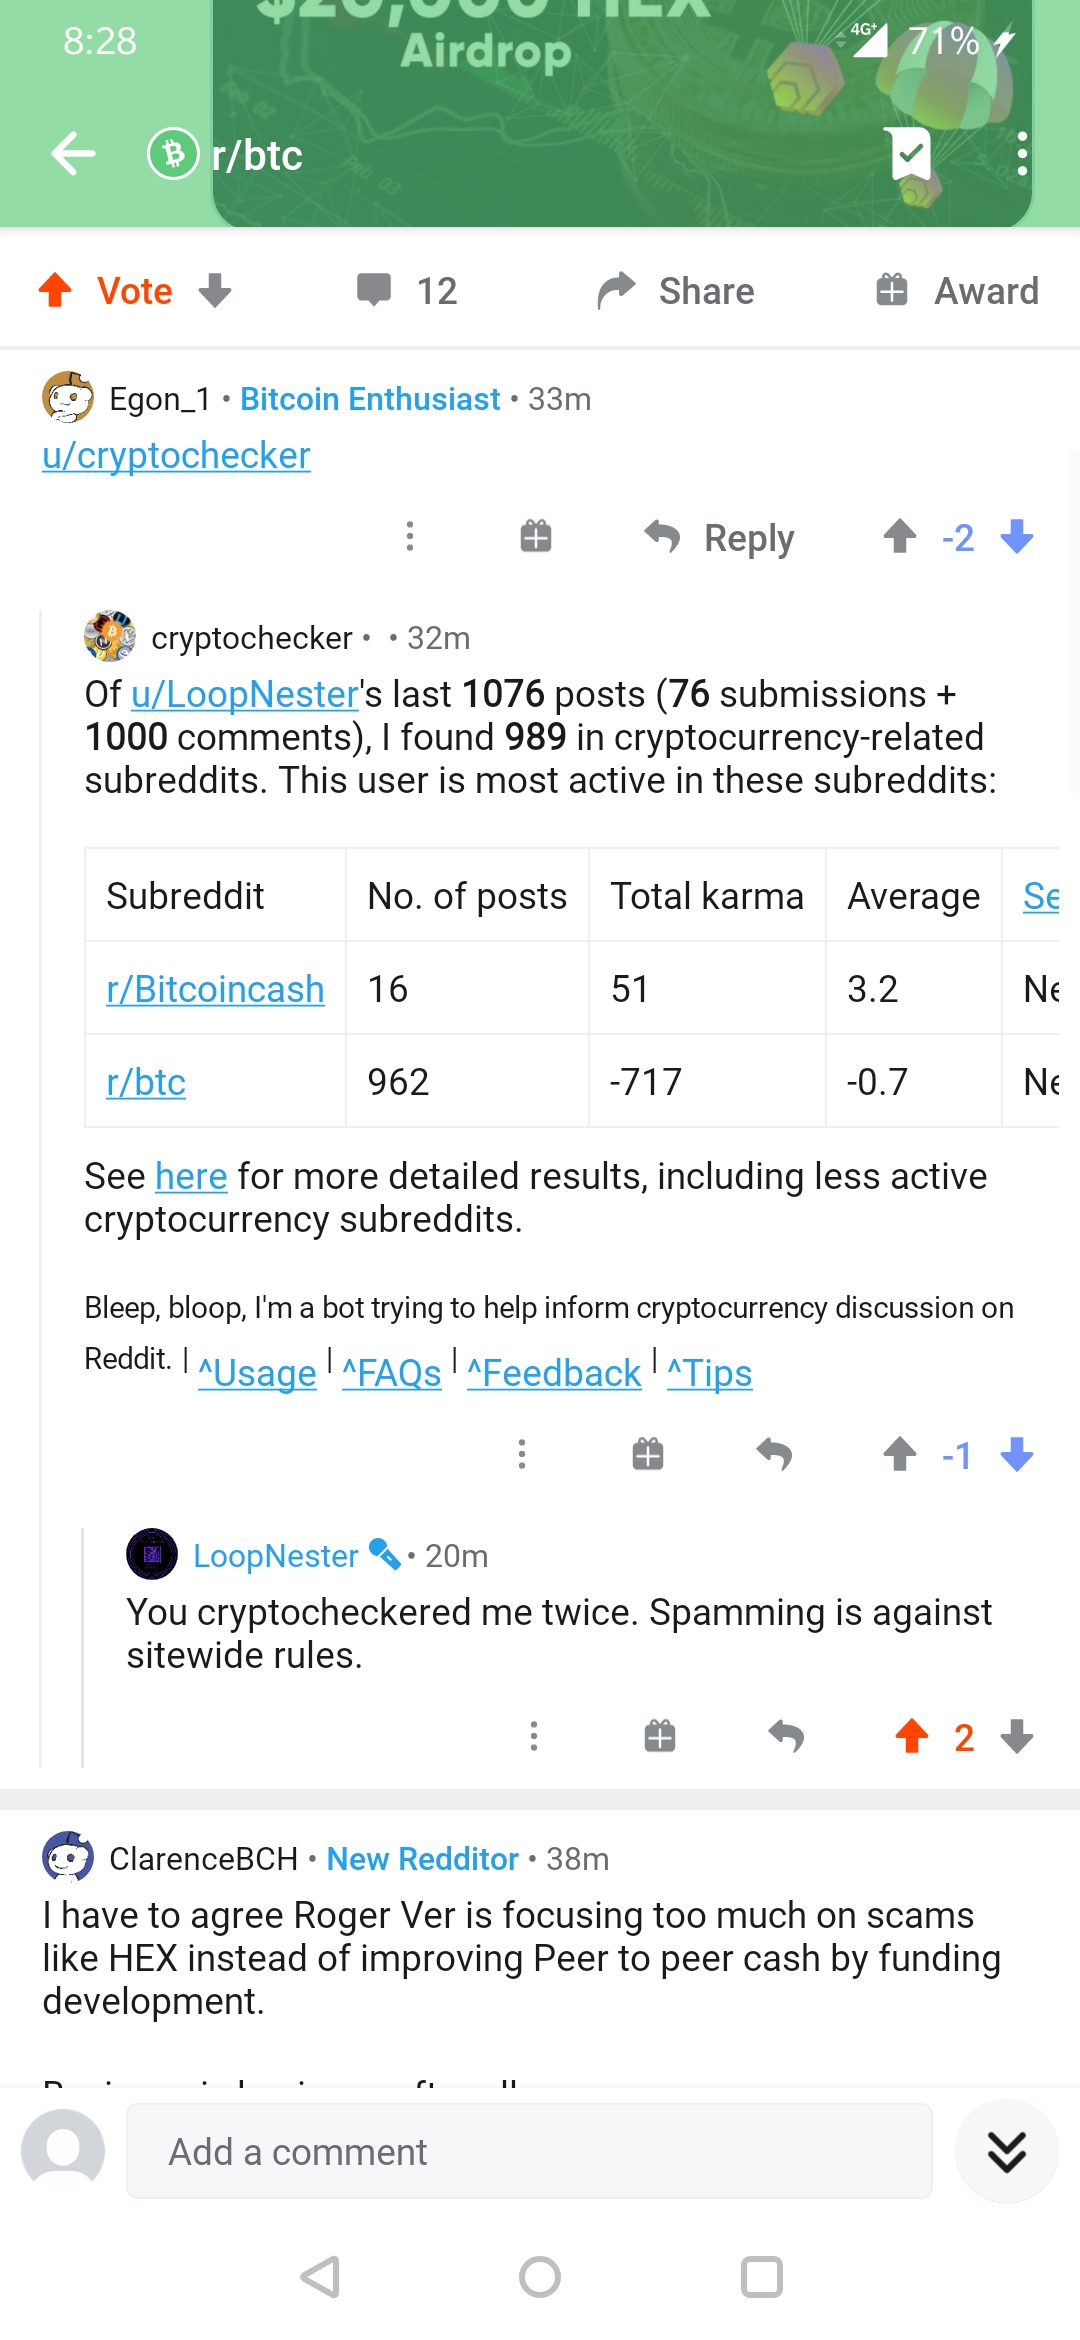 $20,000 HEX
Airdrop
8:28
4G+ 71%
r/btc
Feb 03
Vote 12 Share Award
Egon_1 • Bitcoin Enthusiast • 33m
u/cryptochecker
Reply -2
cryptochecker • • 32m
Of u/LoopNester's last 1076 posts (76 submissions +
1000 comments), I found 989 in cryptocurrency-related
subreddits. This user is most active in these subreddits:
Subreddit No. of posts Total karma Average Se
r/Bitcoincash 16 51 3.2 Ne
r/btc 962 -717 -0.7 Ne
See here for more detailed results, including less active
cryptocurrency subreddits.
Bleep, bloop, I'm a bot trying to help inform cryptocurrency discussion on
Reddit. | ^Usage | ^FAQs | ^Feedback | ^Tips
-1
LoopNester • 20m
You cryptocheckered me twice. Spamming is against
sitewide rules.
2
ClarenceBCH • New Redditor • 38m
I have to agree Roger Ver is focusing too much on scams
like HEX instead of improving Peer to peer cash by funding
development.
Add a comment